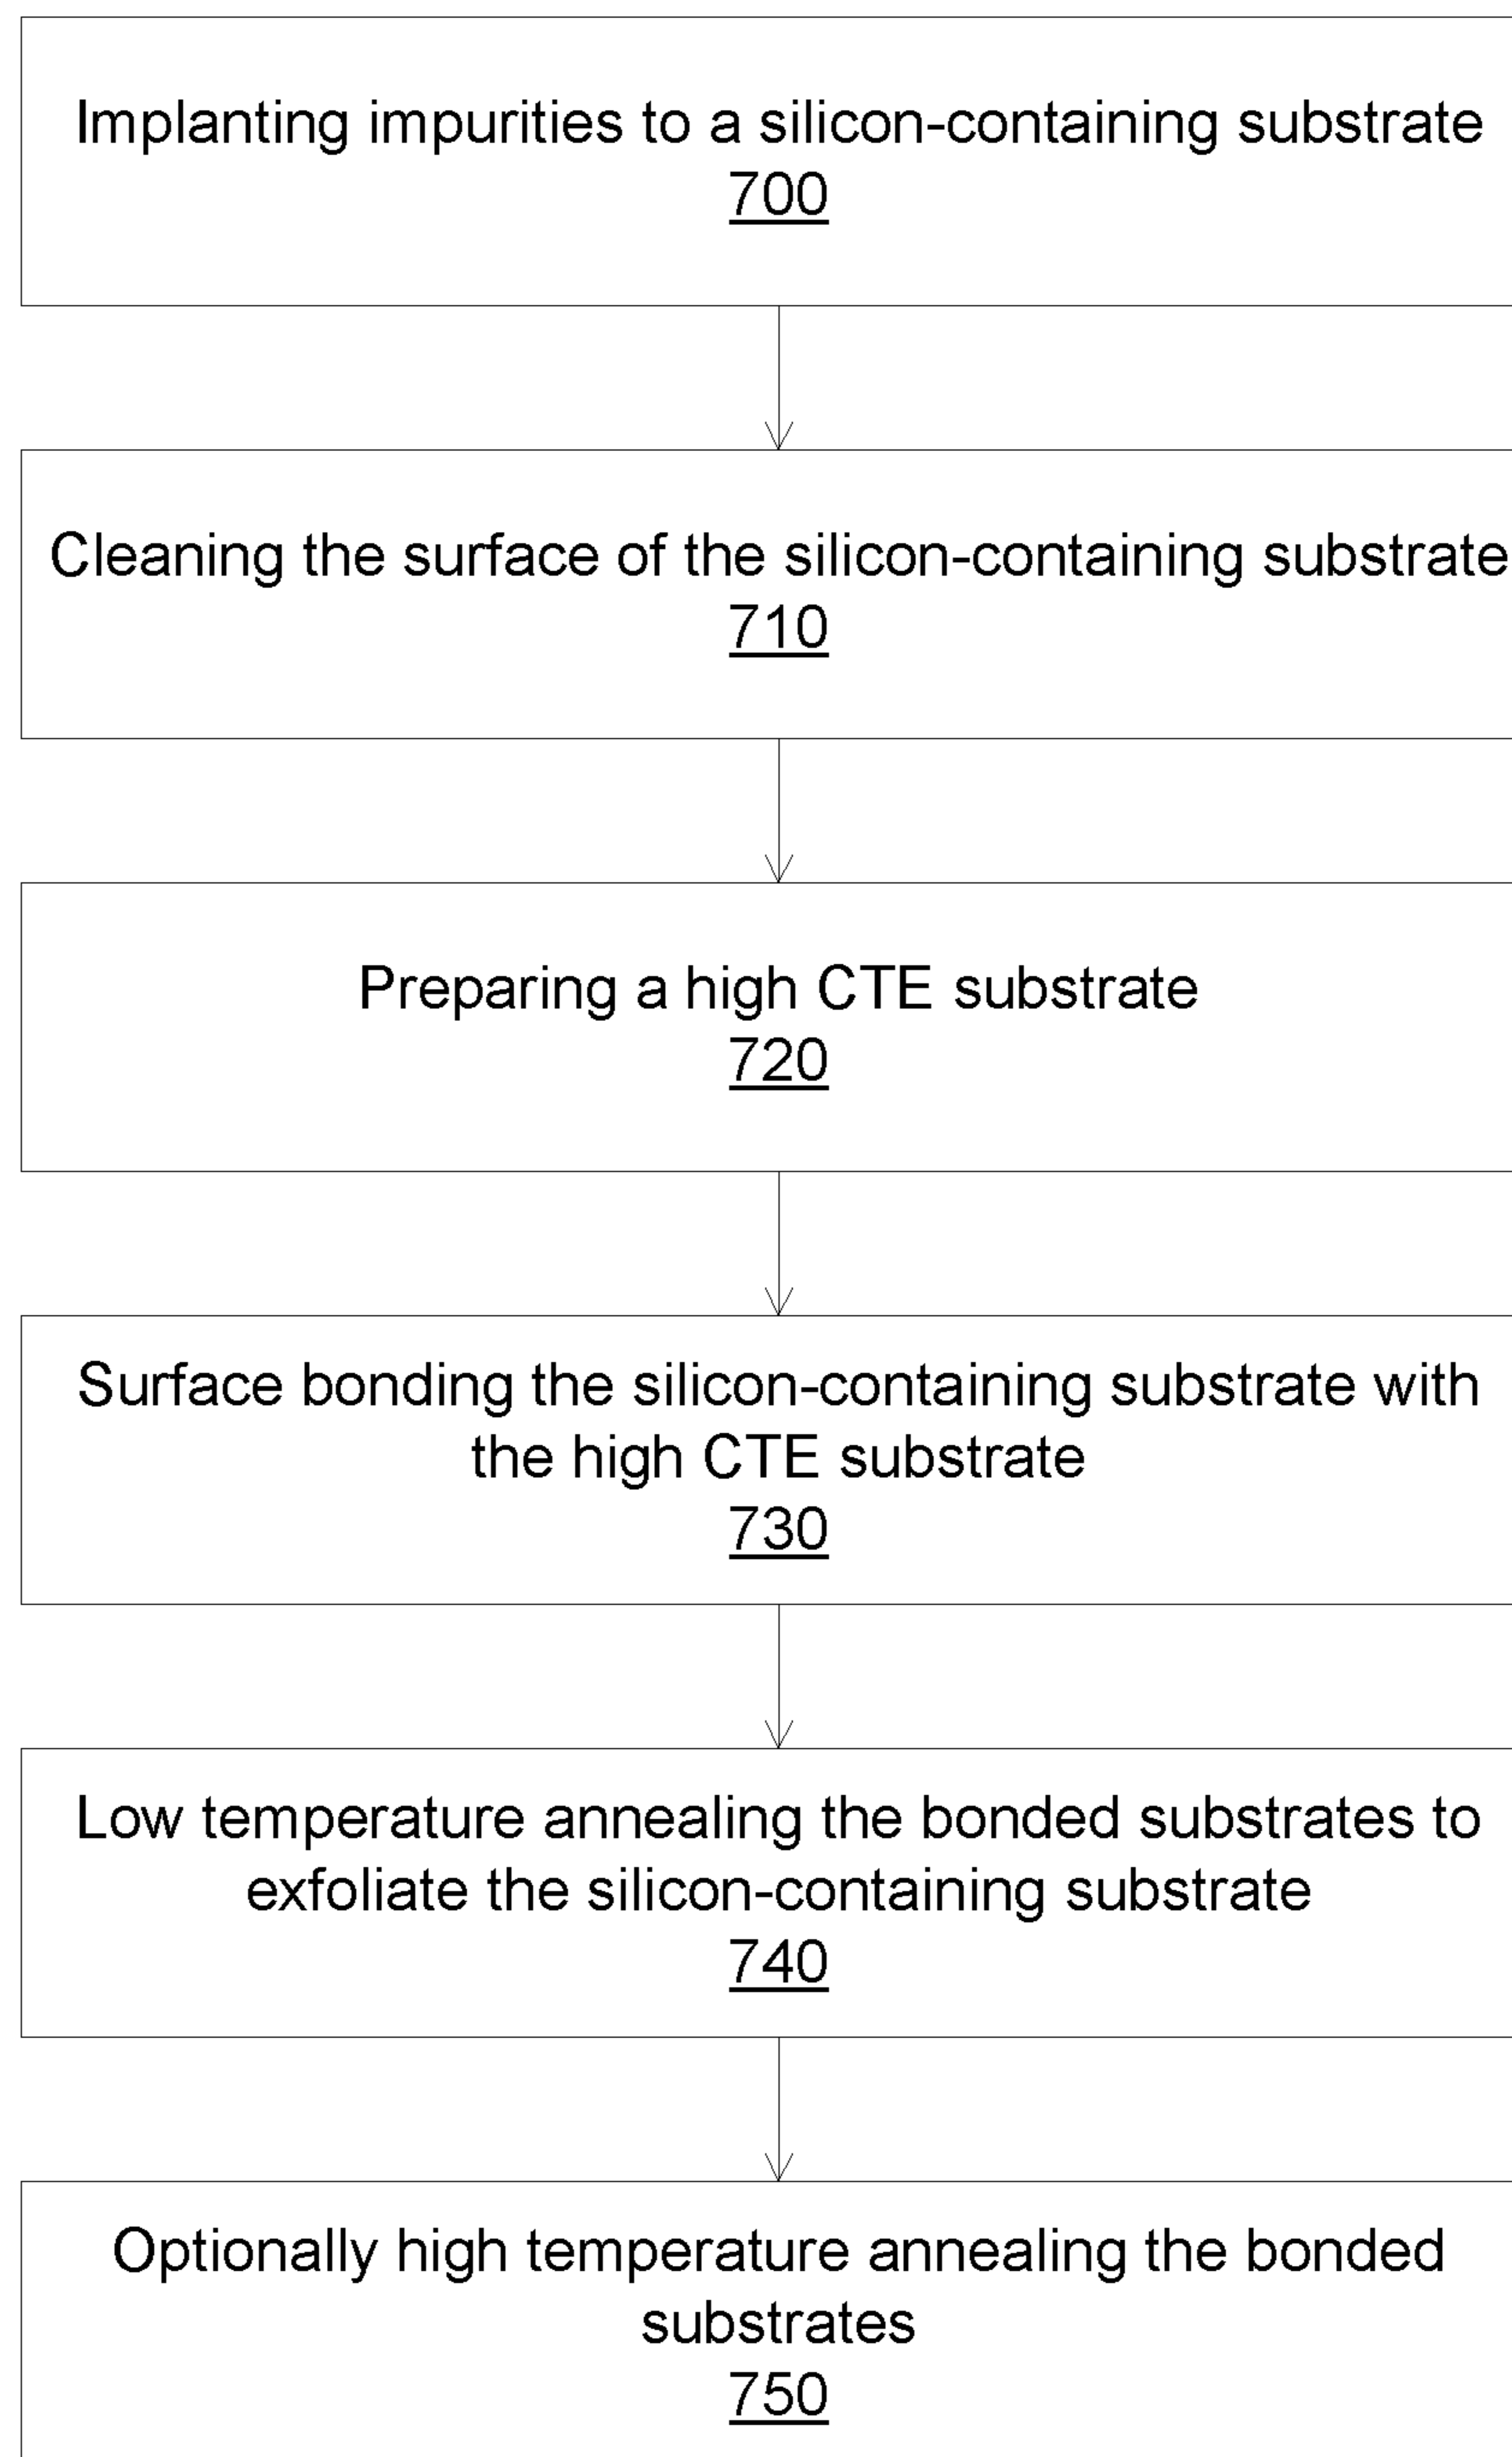 Implanting impurities to a silicon-containing substrate
700
Cleaning the surface of the silicon-containing substrate
710
Preparing a high CTE substrate
720
Surface bonding the silicon-containing substrate with
the high CTE substrate
730
Low temperature annealing the bonded substrates to
exfoliate the silicon-containing substrate
740
Optionally high temperature annealing the bonded
substrates
750